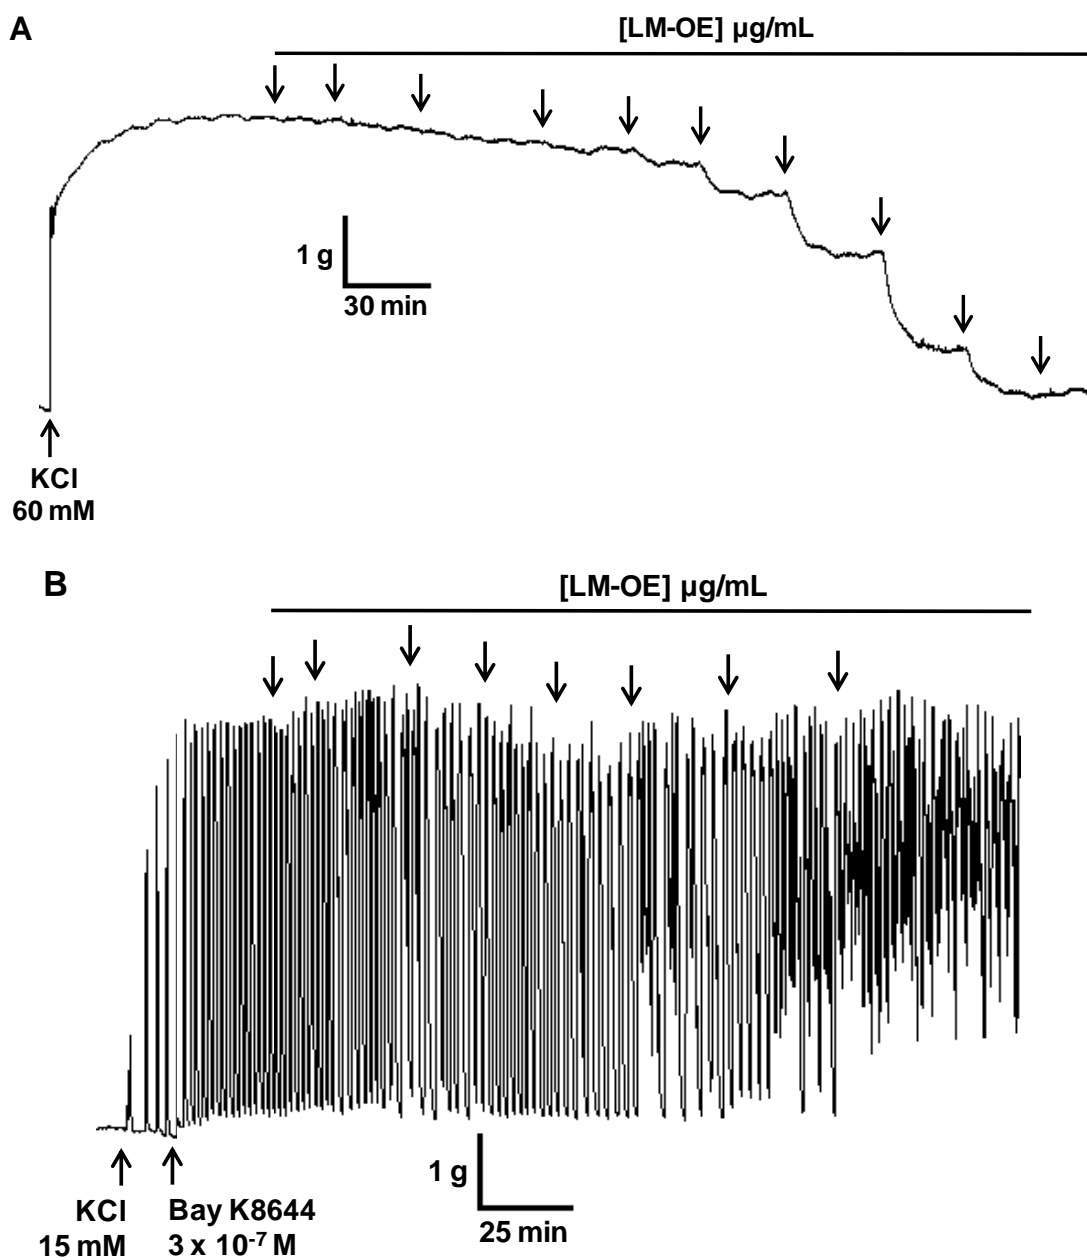 A
[LM-OE] µg/mL
1 g
30 min
KCl
60 mM
B
[LM-OE] µg/mL
1 g
25 min
KCl
15 mM
Bay K8644
3 x 10⁻⁷ M